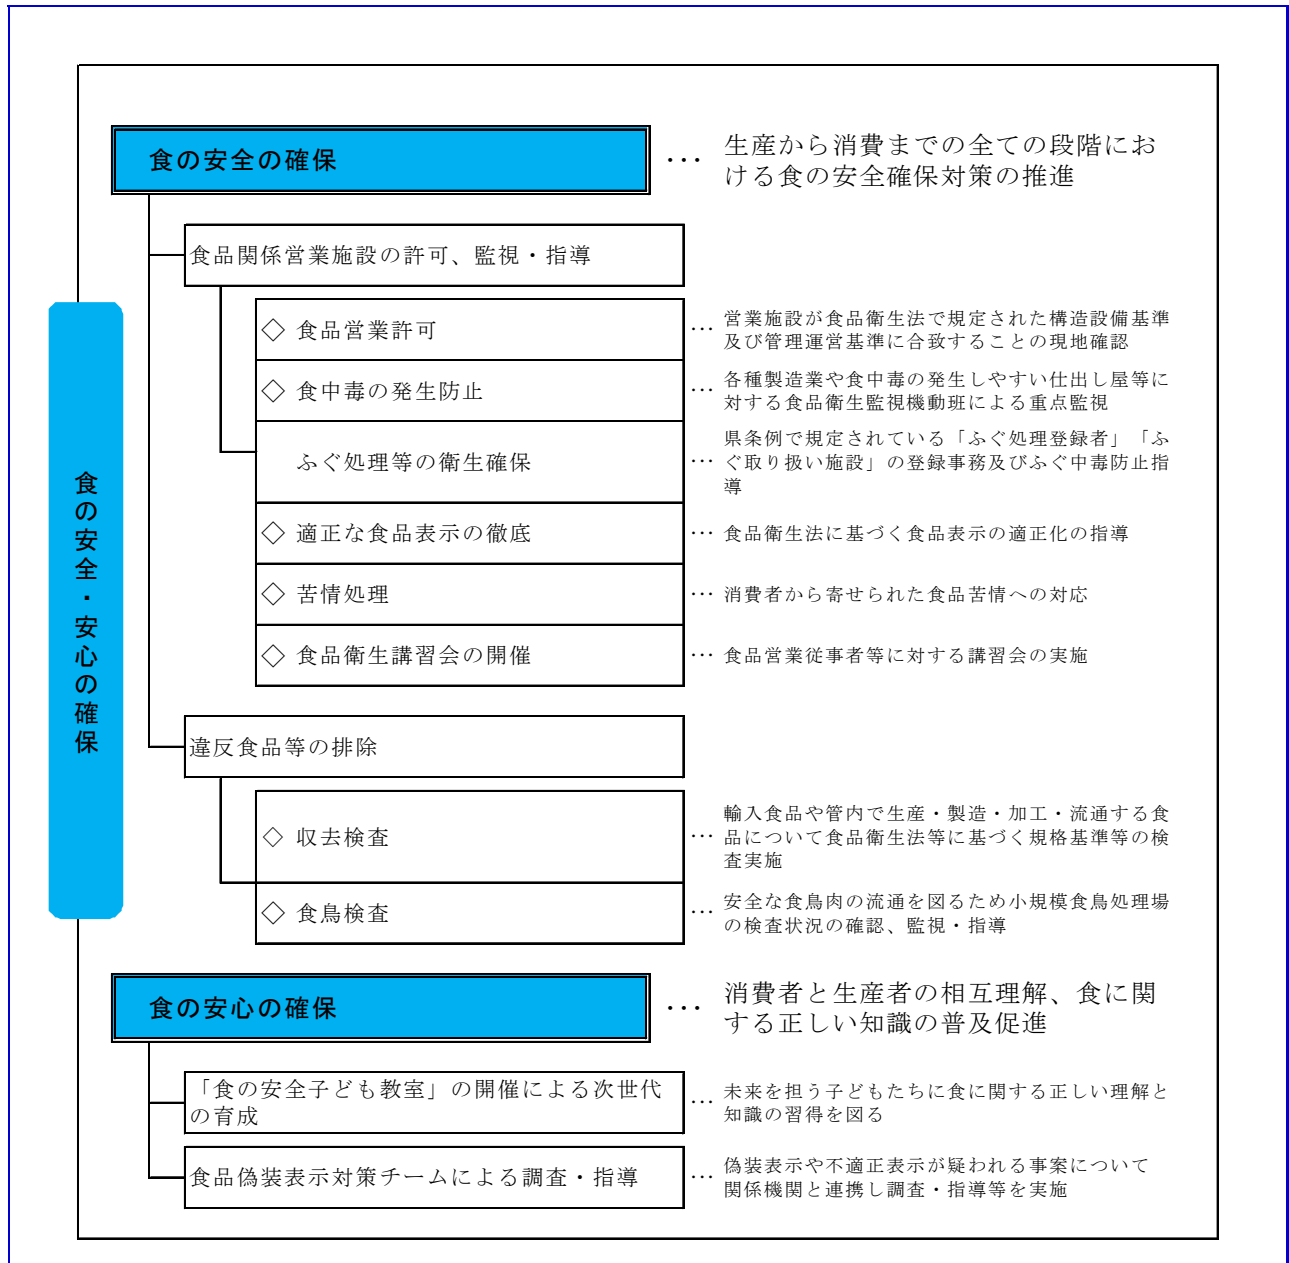 食の安全・安心の確保
食の安全の確保
… 生産から消費までの全ての段階にお
ける食の安全確保対策の推進
食品関係営業施設の許可、監視・指導
◇ 食品営業許可
… 営業施設が食品衛生法で規定された構造設備基準
及び管理運営基準に合致することの現地確認
◇ 食中毒の発生防止
… 各種製造業や食中毒の発生しやすい仕出し屋等に
対する食品衛生監視機動班による重点監視
ふぐ処理等の衛生確保
県条例で規定されている「ふぐ処理登録者」「ふ
… ぐ取り扱い施設」の登録事務及びふぐ中毒防止指
導
◇ 適正な食品表示の徹底
… 食品衛生法に基づく食品表示の適正化の指導
◇ 苦情処理
… 消費者から寄せられた食品苦情への対応
◇ 食品衛生講習会の開催
… 食品営業従事者等に対する講習会の実施
違反食品等の排除
◇ 収去検査
輸入食品や管内で生産・製造・加工・流通する食
… 品について食品衛生法等に基づく規格基準等の検
査実施
◇ 食鳥検査
… 安全な食鳥肉の流通を図るため小規模食鳥処理場
の検査状況の確認、監視・指導
食の安心の確保
… 消費者と生産者の相互理解、食に関
する正しい知識の普及促進
「食の安全子ども教室」の開催による次世代
の育成
… 未来を担う子どもたちに食に関する正しい理解と
知識の習得を図る
食品偽装表示対策チームによる調査・指導
… 偽装表示や不適正表示が疑われる事案について
関係機関と連携し調査・指導等を実施